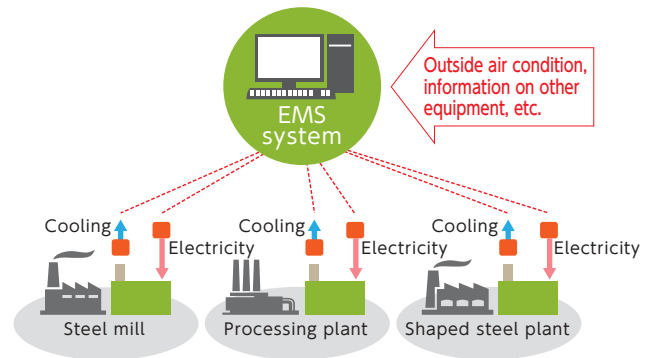 Outside air condition,
information on other
equipment, etc.
EMS
system
Cooling
Electricity
Cooling
Electricity
Cooling
Electricity
Steel mill
Processing plant
Shaped steel plant